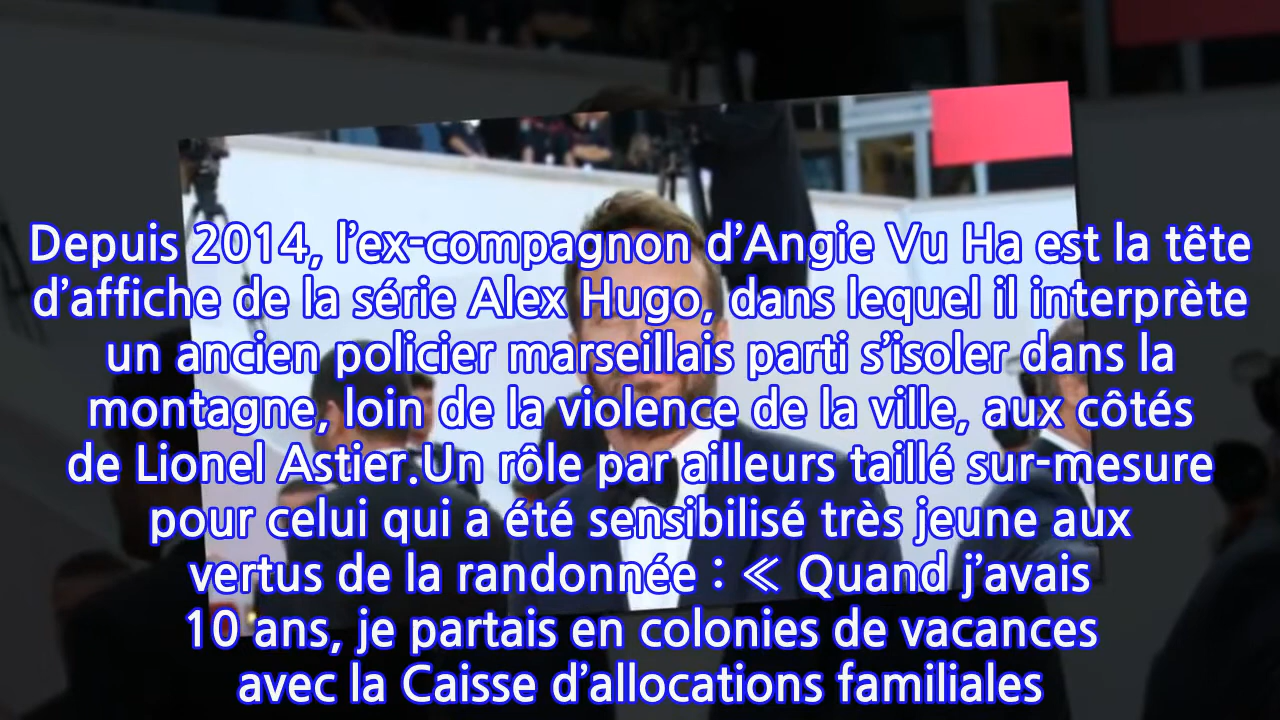 Depuis 2014, l’ex-compagnon d’Angie Vu Ha est la tête
d’affiche de la série Alex Hugo, dans lequel il interprète
un ancien policier marseillais parti s’isoler dans la
montagne, loin de la violence de la ville, aux côtés
de Lionel Astier.Un rôle par ailleurs taillé sur-mesure
pour celui qui a été sensibilisé très jeune aux
vertus de la randonnée : « Quand j’avais
10 ans, je partais en colonies de vacances
avec la Caisse d’allocations familiales